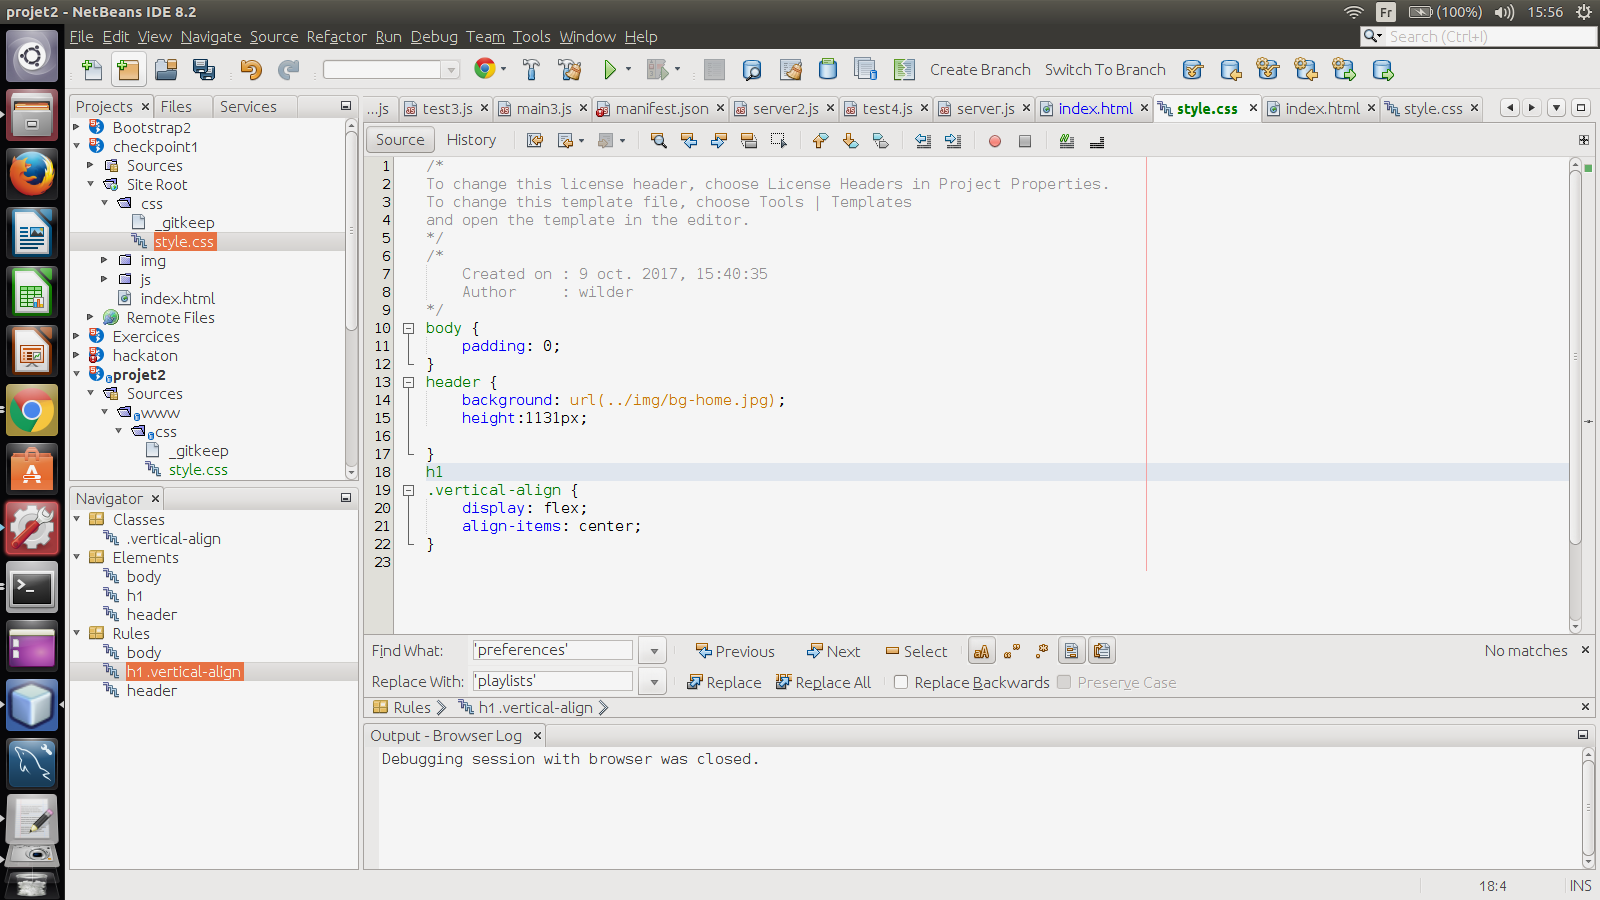 projet2 - NetBeans IDE 8.2
Fr (100%) 15:56
File Edit View Navigate Source Refactor Run Debug Team Tools Window Help
Search (Ctrl+I)
Create Branch Switch To Branch
Projects Files Services
Bootstrap2
checkpoint1
Sources
Site Root
css
_gitkeep
style.css
img
js
index.html
Remote Files
Exercices
hackaton
projet2
Sources
www
css
_gitkeep
style.css
Navigator
Classes
.vertical-align
Elements
body
h1
header
Rules
body
h1 .vertical-align
header
...js test3.js main3.js manifest.json server2.js test4.js server.js index.html style.css index.html style.css
Source History
1 /*
2 To change this license header, choose License Headers in Project Properties.
3 To change this template file, choose Tools | Templates
4 and open the template in the editor.
5 */
6 /*
7 Created on : 9 oct. 2017, 15:40:35
8 Author : wilder
9 */
10 body {
11 padding: 0;
12 }
13 header {
14 background: url(../img/bg-home.jpg);
15 height:1131px;
16
17 }
18 h1
19 .vertical-align {
20 display: flex;
21 align-items: center;
22 }
23
Find What: 'preferences' Previous Next Select aA No matches
Replace With: 'playlists' Replace Replace All Replace Backwards Preserve Case
Rules h1 .vertical-align
Output - Browser Log
Debugging session with browser was closed.
18:4 INS